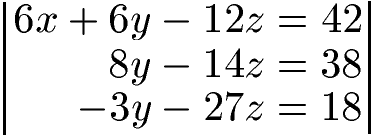 6x + 6y − 12z = 42
8y − 14z = 38
−3y − 27z = 18